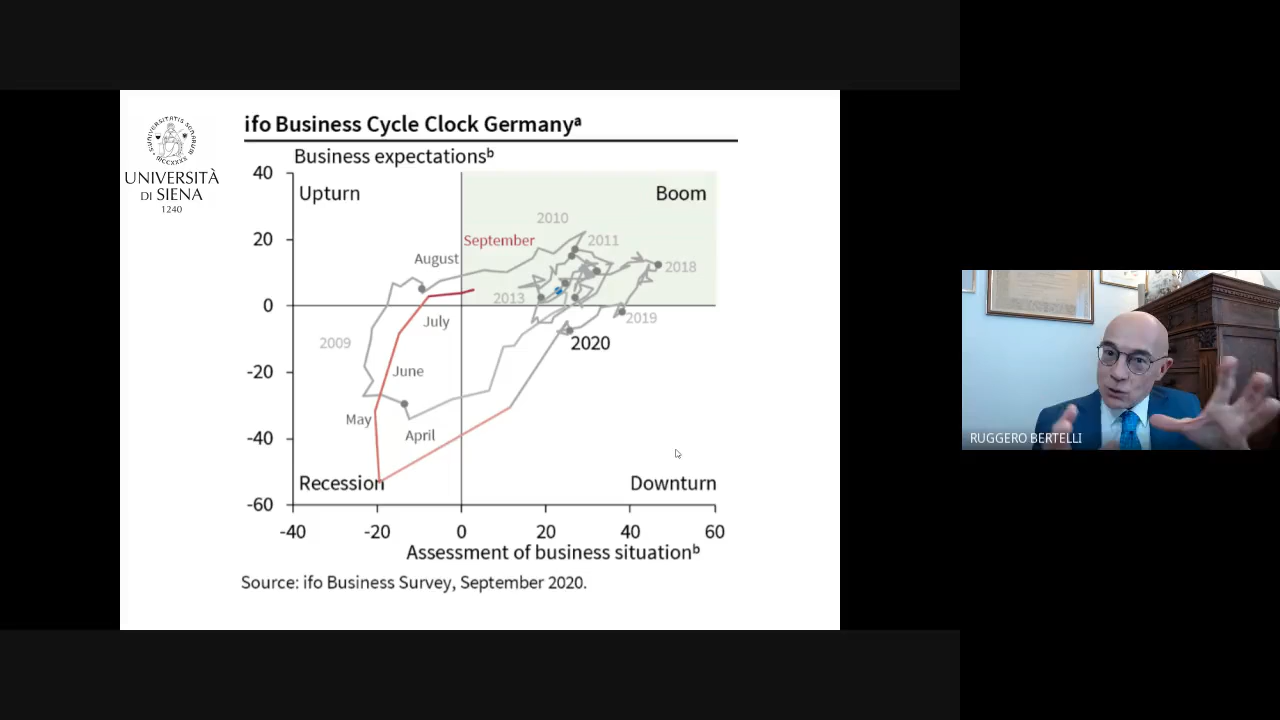 ifo Business Cycle Clock Germanyᵃ
Business expectationsᵇ
UNIVERSITÀ
DI SIENA
1240
40
20
0
-20
-40
-60
Upturn
Boom
2010
September
2011
August
2018
2013
2019
July
2009
2020
June
May
April
Recession
Downturn
-40
-20
0
20
40
60
Assessment of business situationᵇ
Source: ifo Business Survey, September 2020.
RUGGERO BERTELLI